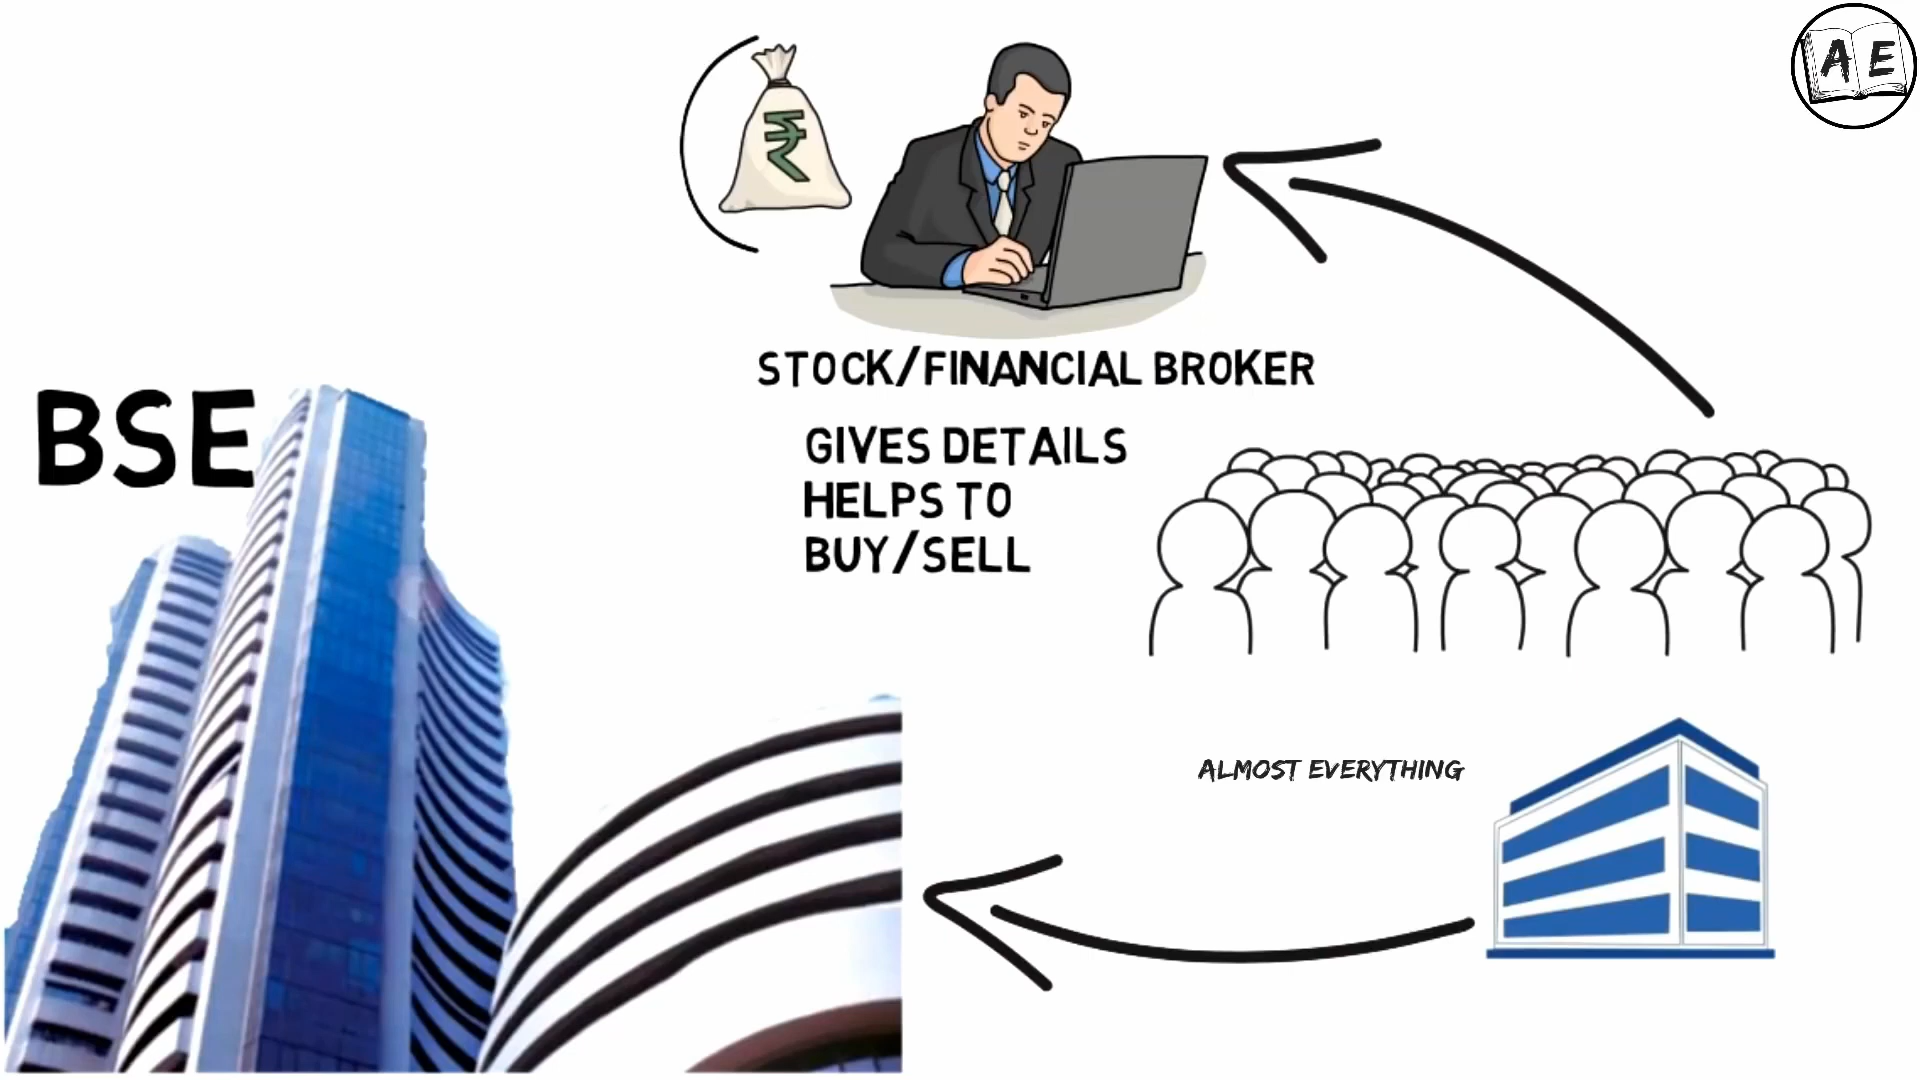 A E
₹
STOCK/FINANCIAL BROKER
BSE
GIVES DETAILS
HELPS TO
BUY/SELL
ALMOST EVERYTHING